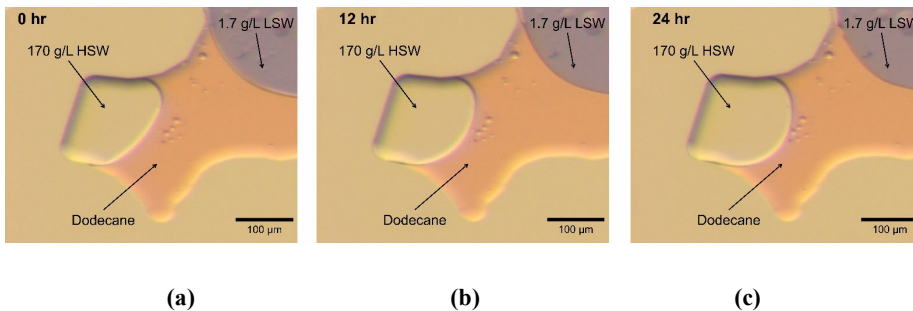 0 hr
1.7 g/L LSW
170 g/L HSW
Dodecane
100 µm
12 hr
1.7 g/L LSW
170 g/L HSW
Dodecane
100 µm
24 hr
1.7 g/L LSW
170 g/L HSW
Dodecane
100 µm
(a)
(b)
(c)